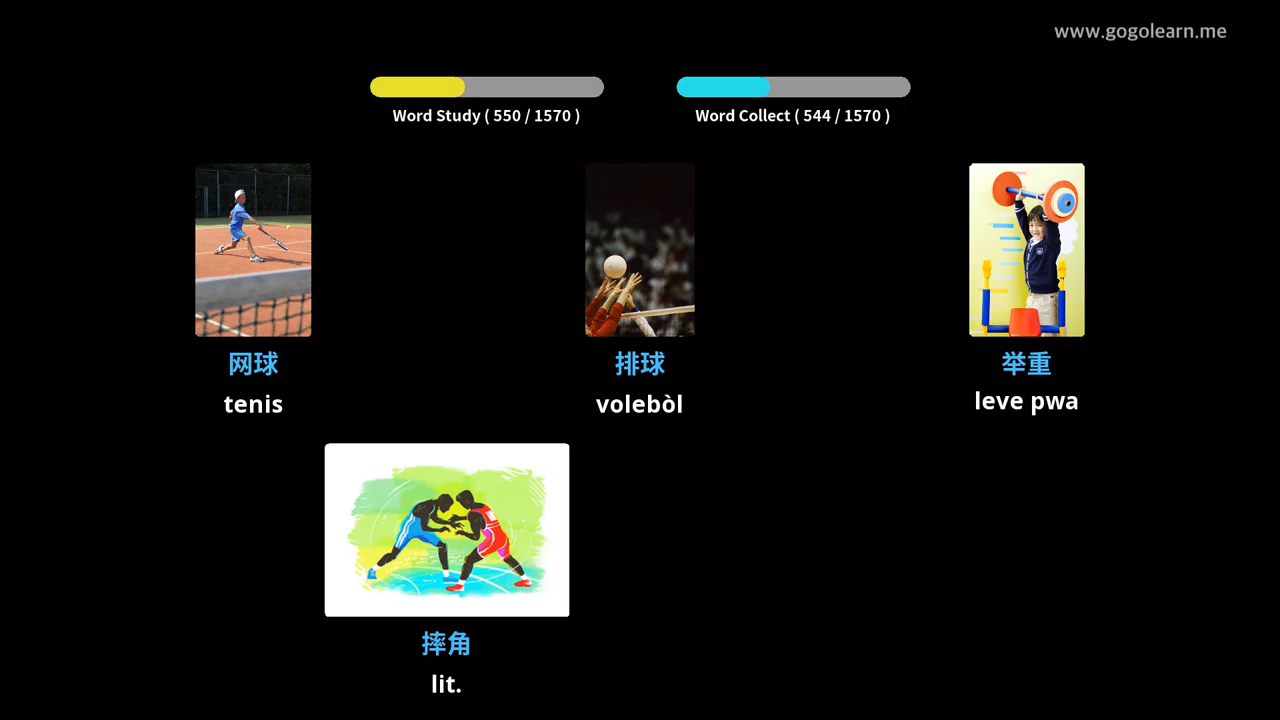 www.gogolearn.me
Word Study ( 550 / 1570 )
Word Collect ( 544 / 1570 )
网球
tenis
排球
volebòl
举重
leve pwa
摔角
lit.